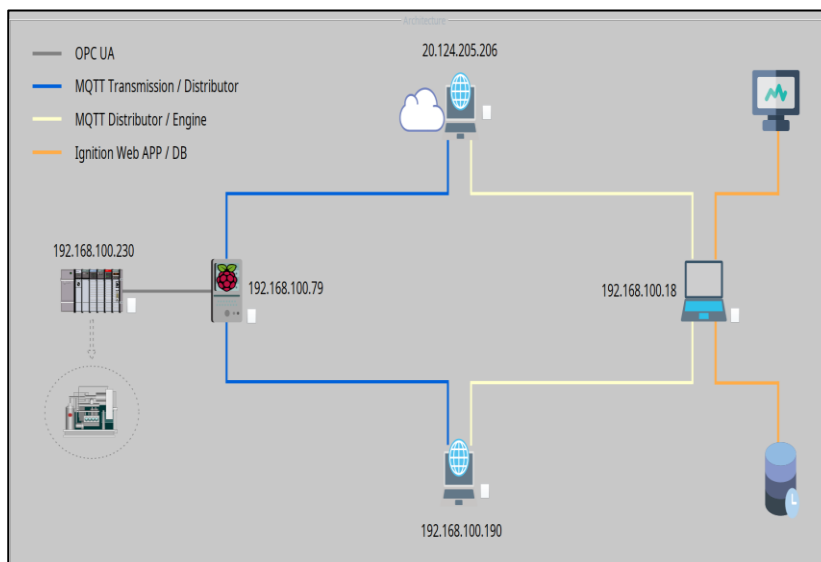 Architecture
OPC UA
MQTT Transmission / Distributor
MQTT Distributor / Engine
Ignition Web APP / DB
20.124.205.206
192.168.100.230
192.168.100.79
192.168.100.18
192.168.100.190